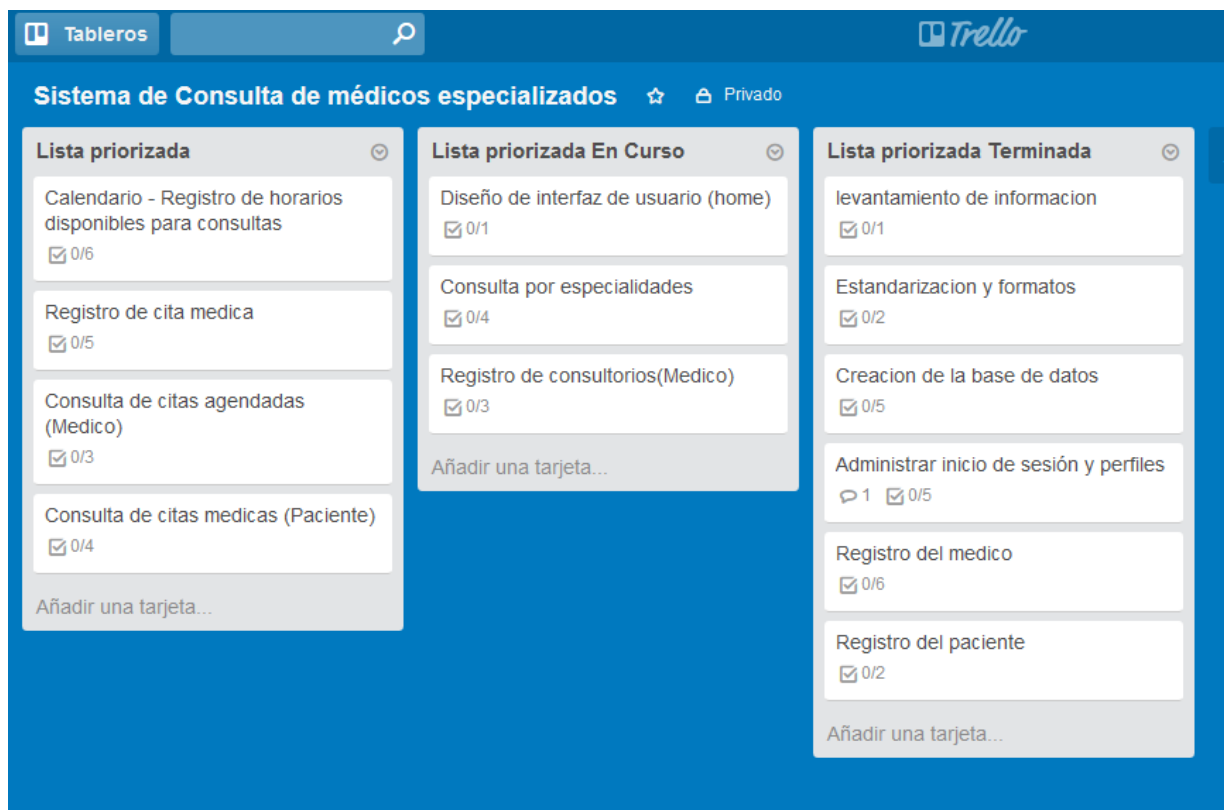 Tableros
Trello
Sistema de Consulta de médicos especializados
Privado
Lista priorizada
Calendario - Registro de horarios
disponibles para consultas
0/6
Registro de cita medica
0/5
Consulta de citas agendadas
(Medico)
0/3
Consulta de citas medicas (Paciente)
0/4
Añadir una tarjeta...
Lista priorizada En Curso
Diseño de interfaz de usuario (home)
0/1
Consulta por especialidades
0/4
Registro de consultorios(Medico)
0/3
Añadir una tarjeta...
Lista priorizada Terminada
levantamiento de informacion
0/1
Estandarizacion y formatos
0/2
Creacion de la base de datos
0/5
Administrar inicio de sesión y perfiles
1 0/5
Registro del medico
0/6
Registro del paciente
0/2
Añadir una tarjeta...